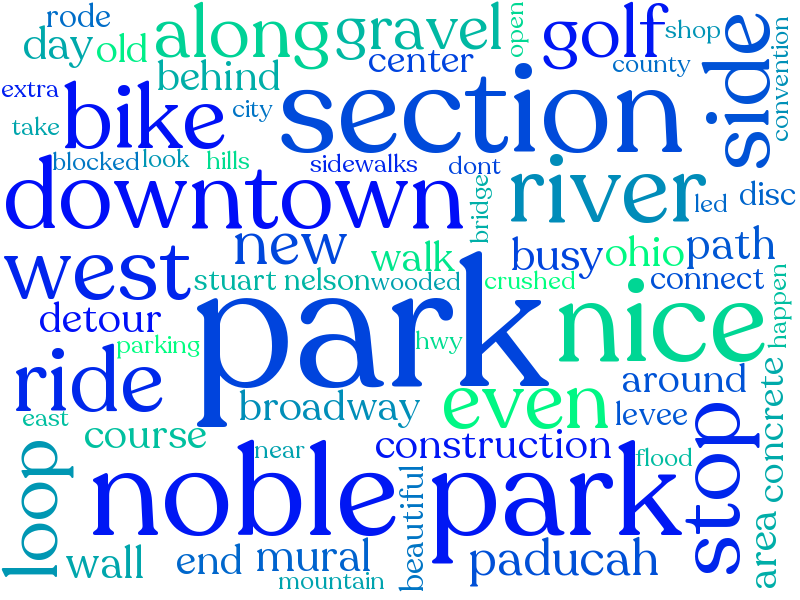 rode
along
gravel
open
golf
shop
side
convention
day
old
center
county
behind
extra
bike
city
section
take
blocked
look
hills
sidewalks
dont
downtown
bridge
river
led
disc
new
west
walk
busy
ohio
path
stuart nelson
wooded
crushed
connect
happen
detour
park
nice
parking
hwy
ride
around
east
broadway
even
levee
concrete
course
near
construction
flood
stop
loop
noble park
beautiful
wall
end
mural
mountain
paducah
area